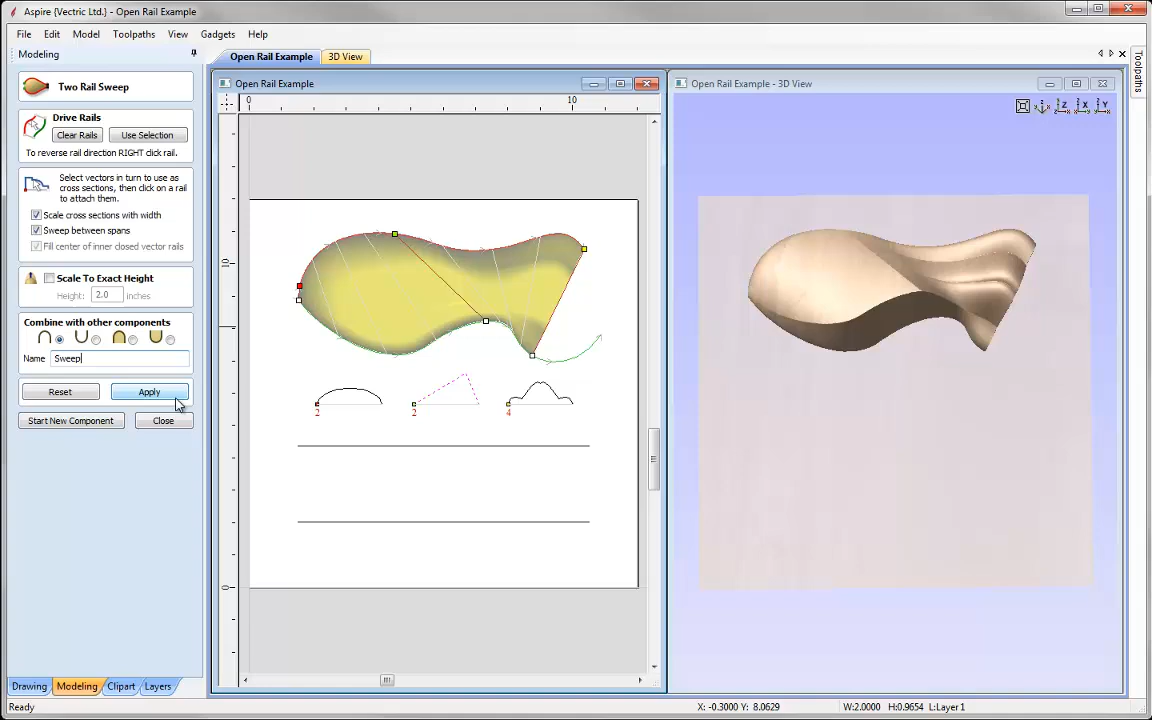 Aspire {Vectric Ltd.} - Open Rail Example
File Edit Model Toolpaths View Gadgets Help
Modeling
Open Rail Example 3D View
Toolpaths
Two Rail Sweep
Open Rail Example
Open Rail Example - 3D View
0 10
Z X Y
Drive Rails
Clear Rails Use Selection
To reverse rail direction RIGHT click rail.
Select vectors in turn to use as
cross sections, then click on a rail
to attach them.
Scale cross sections with width
Sweep between spans
Fill center of inner closed vector rails
10
Scale To Exact Height
Height: 2.0 inches
Combine with other components
Name Sweep
Reset Apply
Start New Component Close
2 2 4
0
Drawing Modeling Clipart Layers
Ready X: -0.3000 Y: 8.0629 W:2.0000 H:0.9654 L:Layer 1